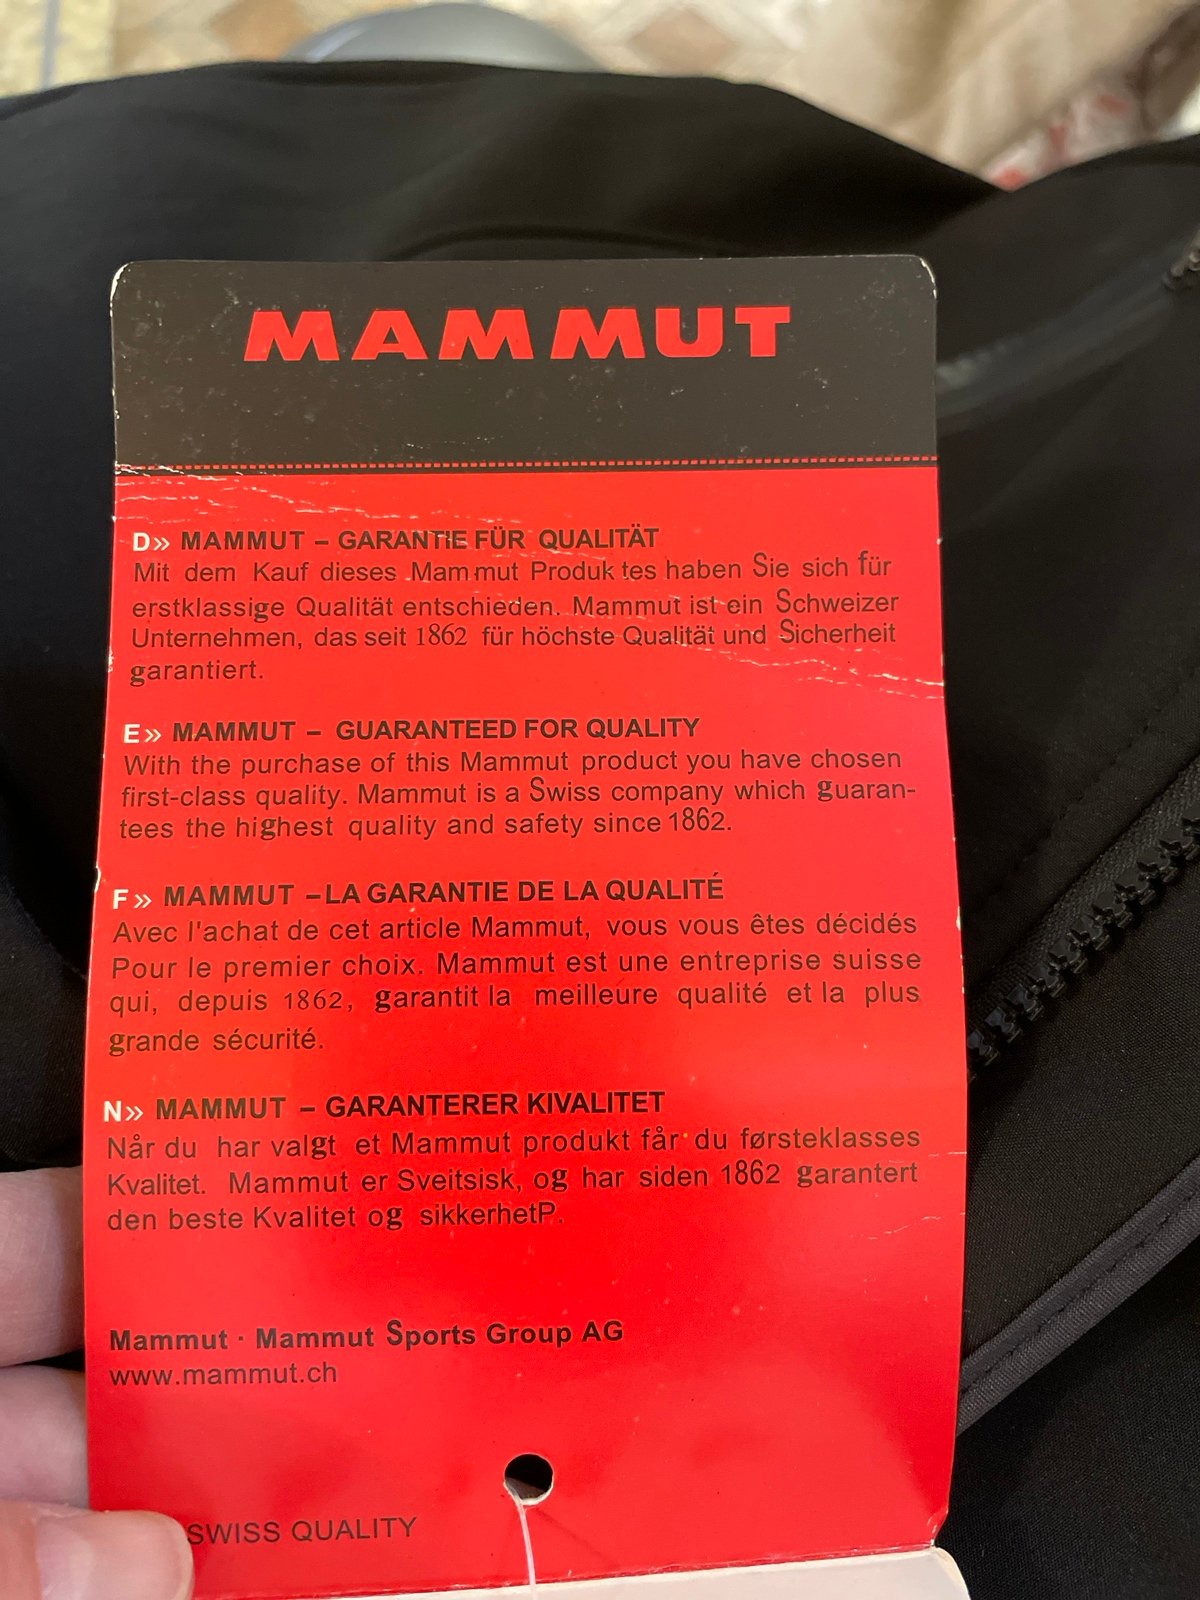 MAMMUT
D» MAMMUT – GARANTIE FÜR QUALITÄT
Mit dem Kauf dieses Mammut Produk tes haben Sie sich für
erstklassige Qualität entschieden. Mammut ist ein Schweizer
Unternehmen, das seit 1862 für höchste Qualität und Sicherheit
garantiert.
E» MAMMUT – GUARANTEED FOR QUALITY
With the purchase of this Mammut product you have chosen
first-class quality. Mammut is a Swiss company which guaran-
tees the highest quality and safety since 1862.
F» MAMMUT –LA GARANTIE DE LA QUALITÉ
Avec l'achat de cet article Mammut, vous vous êtes décidés
Pour le premier choix. Mammut est une entreprise suisse
qui, depuis 1862, garantit la meilleure qualité et la plus
grande sécurité.
N» MAMMUT – GARANTERER KIVALITET
Når du har valgt et Mammut produkt får du førsteklasses
Kvalitet. Mammut er Sveitsisk, og har siden 1862 garantert
den beste Kvalitet og sikkerhetP.
Mammut · Mammut Sports Group AG
www.mammut.ch
SWISS QUALITY